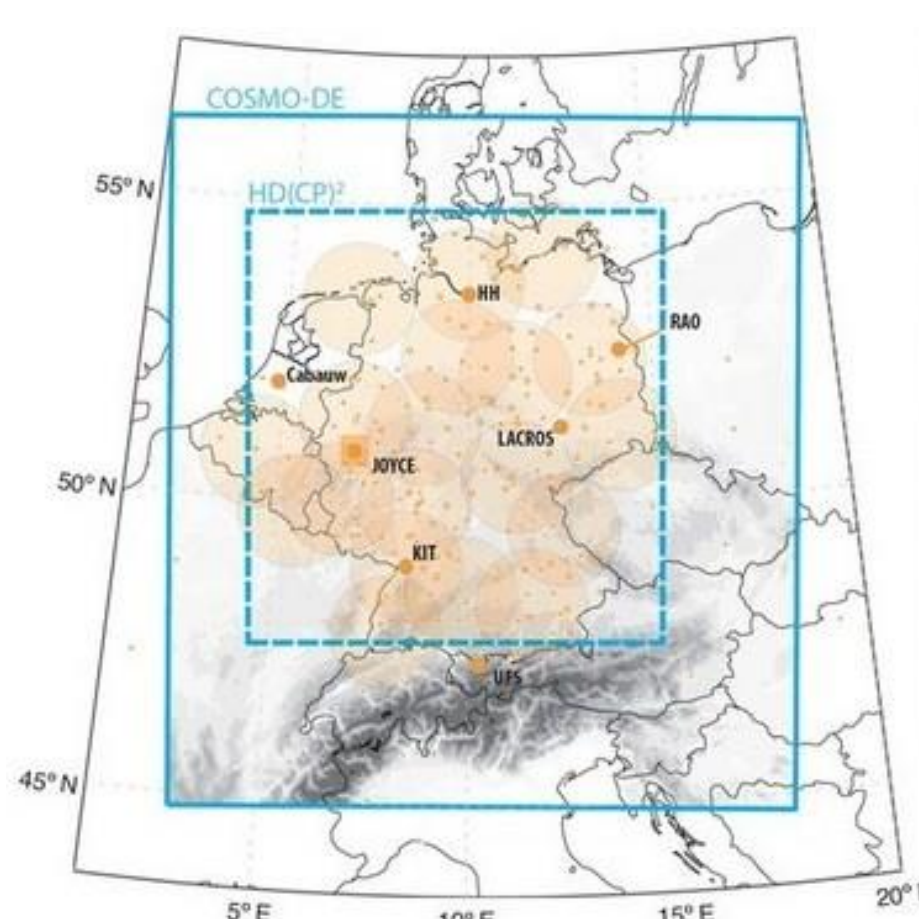 COSMO-DE
55° N
HD(CP)²
HH
RAO
Cabauw
LACROS
JOYCE
50° N
KIT
UFS
45° N
5° E
10° E
15° E
20°